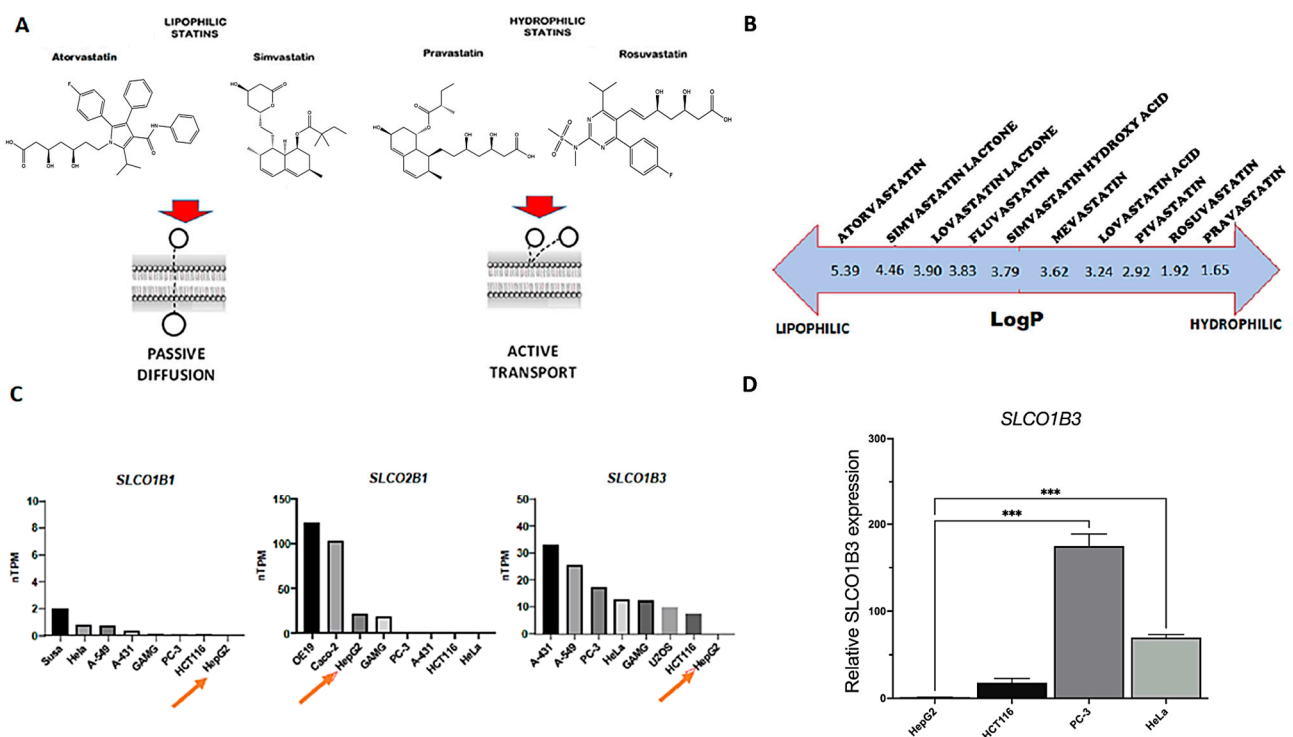 A
LIPOPHILIC
STATINS
HYDROPHILIC
STATINS
Atorvastatin
Simvastatin
Pravastatin
Rosuvastatin
PASSIVE
DIFFUSION
ACTIVE
TRANSPORT
B
ATORVASTATIN
SIMVASTATIN LACTONE
LOVASTATIN LACTONE
FLUVASTATIN
SIMVASTATIN HYDROXY ACID
MEVASTATIN
LOVASTATIN ACID
PIVASTATIN
ROSUVASTATIN
PRAVASTATIN
5.39 4.46 3.90 3.83 3.79 3.62 3.24 2.92 1.92 1.65
LIPOPHILIC
LogP
HYDROPHILIC
C
SLCO1B1
nTPM
10
8
6
4
2
0
Susa
Hela
A-549
A-431
GAMG
PC-3
HCT116
HepG2
SLCO2B1
nTPM
150
100
50
0
OE19
Caco-2
HepG2
GAMG
PC-3
A-431
HCT116
HeLa
SLCO1B3
nTPM
50
40
30
20
10
0
A-431
A-549
PC-3
HeLa
GAMG
U2OS
HCT116
HepG2
D
SLCO1B3
Relative SLCO1B3 expression
300
200
100
0
***
***
HepG2
HCT116
PC-3
HeLa